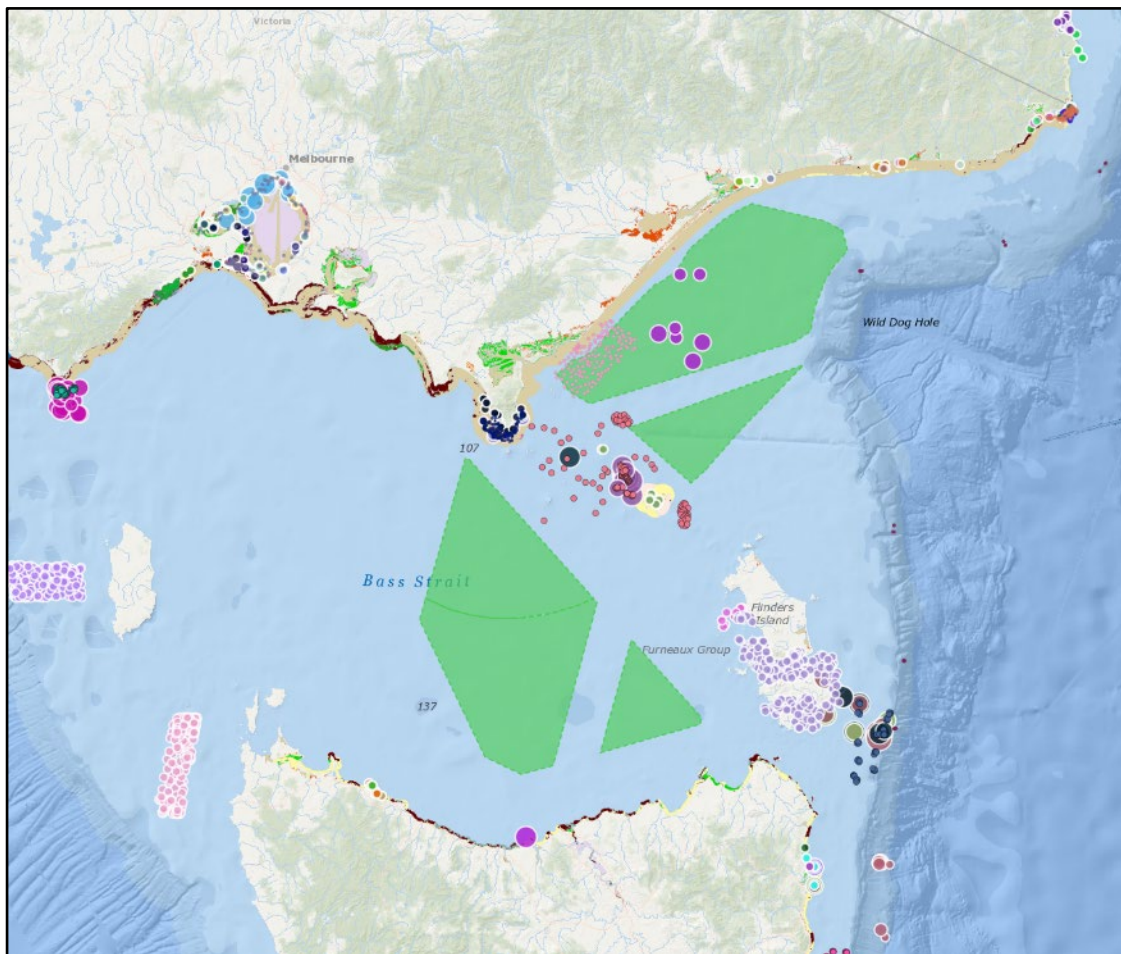 Victoria
Melbourne
Wild Dog Hole
107
Bass Strait
Flinders
Island
Furneaux Group
137